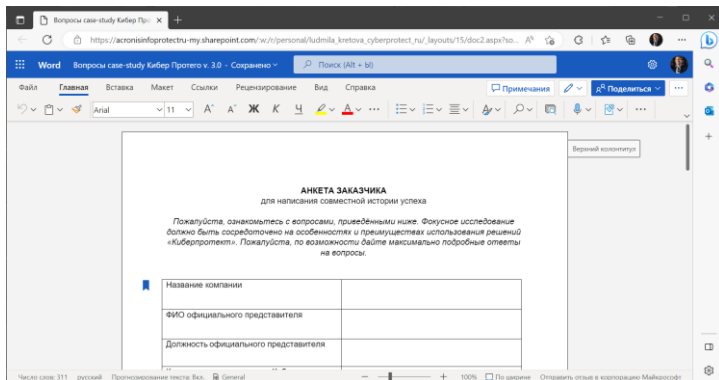 Вопросы case-study Кибер Про
https://acronisinfoprotectru-my.sharepoint.com/:w:/r/personal/ludmila_kretova_cyberprotect_ru/_layouts/15/doc2.aspx?so...
Word Вопросы case-study Кибер Протего v. 3.0 - Сохранено Поиск (Alt + Ы)
Файл Главная Вставка Макет Ссылки Рецензирование Вид Справка Примечания Поделиться
Arial 11 А А Ж К Ч А
Верхний колонтитул
АНКЕТА ЗАКАЗЧИКА
для написания совместной истории успеха
Пожалуйста, ознакомьтесь с вопросами, приведёнными ниже. Фокусное исследование
должно быть сосредоточено на особенностях и преимуществах использования решений
«Киберпротект». Пожалуйста, по возможности дайте максимально подробные ответы
на вопросы.
Название компании
ФИО официального представителя
Должность официального представителя
Число слов: 311 русский Прогнозирование текста: Вкл. General 100% По ширине Отправить отзыв в корпорацию Майкрософт